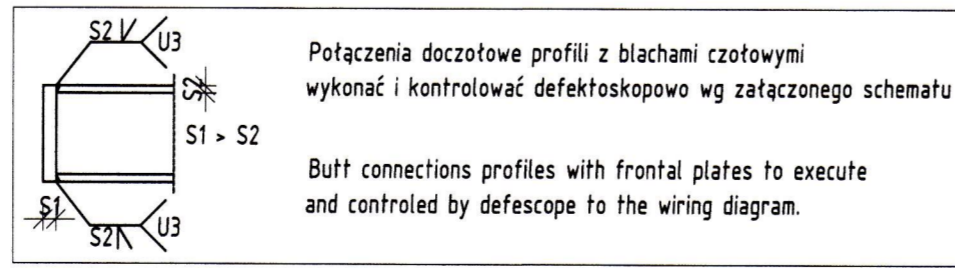 S2 U3
S2
S1 > S2
S1
S2 U3
Połączenia doczołowe profili z blachami czołowymi
wykonać i kontrolować defektoskopowo wg załączonego schematu
Butt connections profiles with frontal plates to execute
and controled by defescope to the wiring diagram.